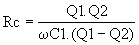 Rc = Q1.Q2
ωC1.(Q1 − Q2)